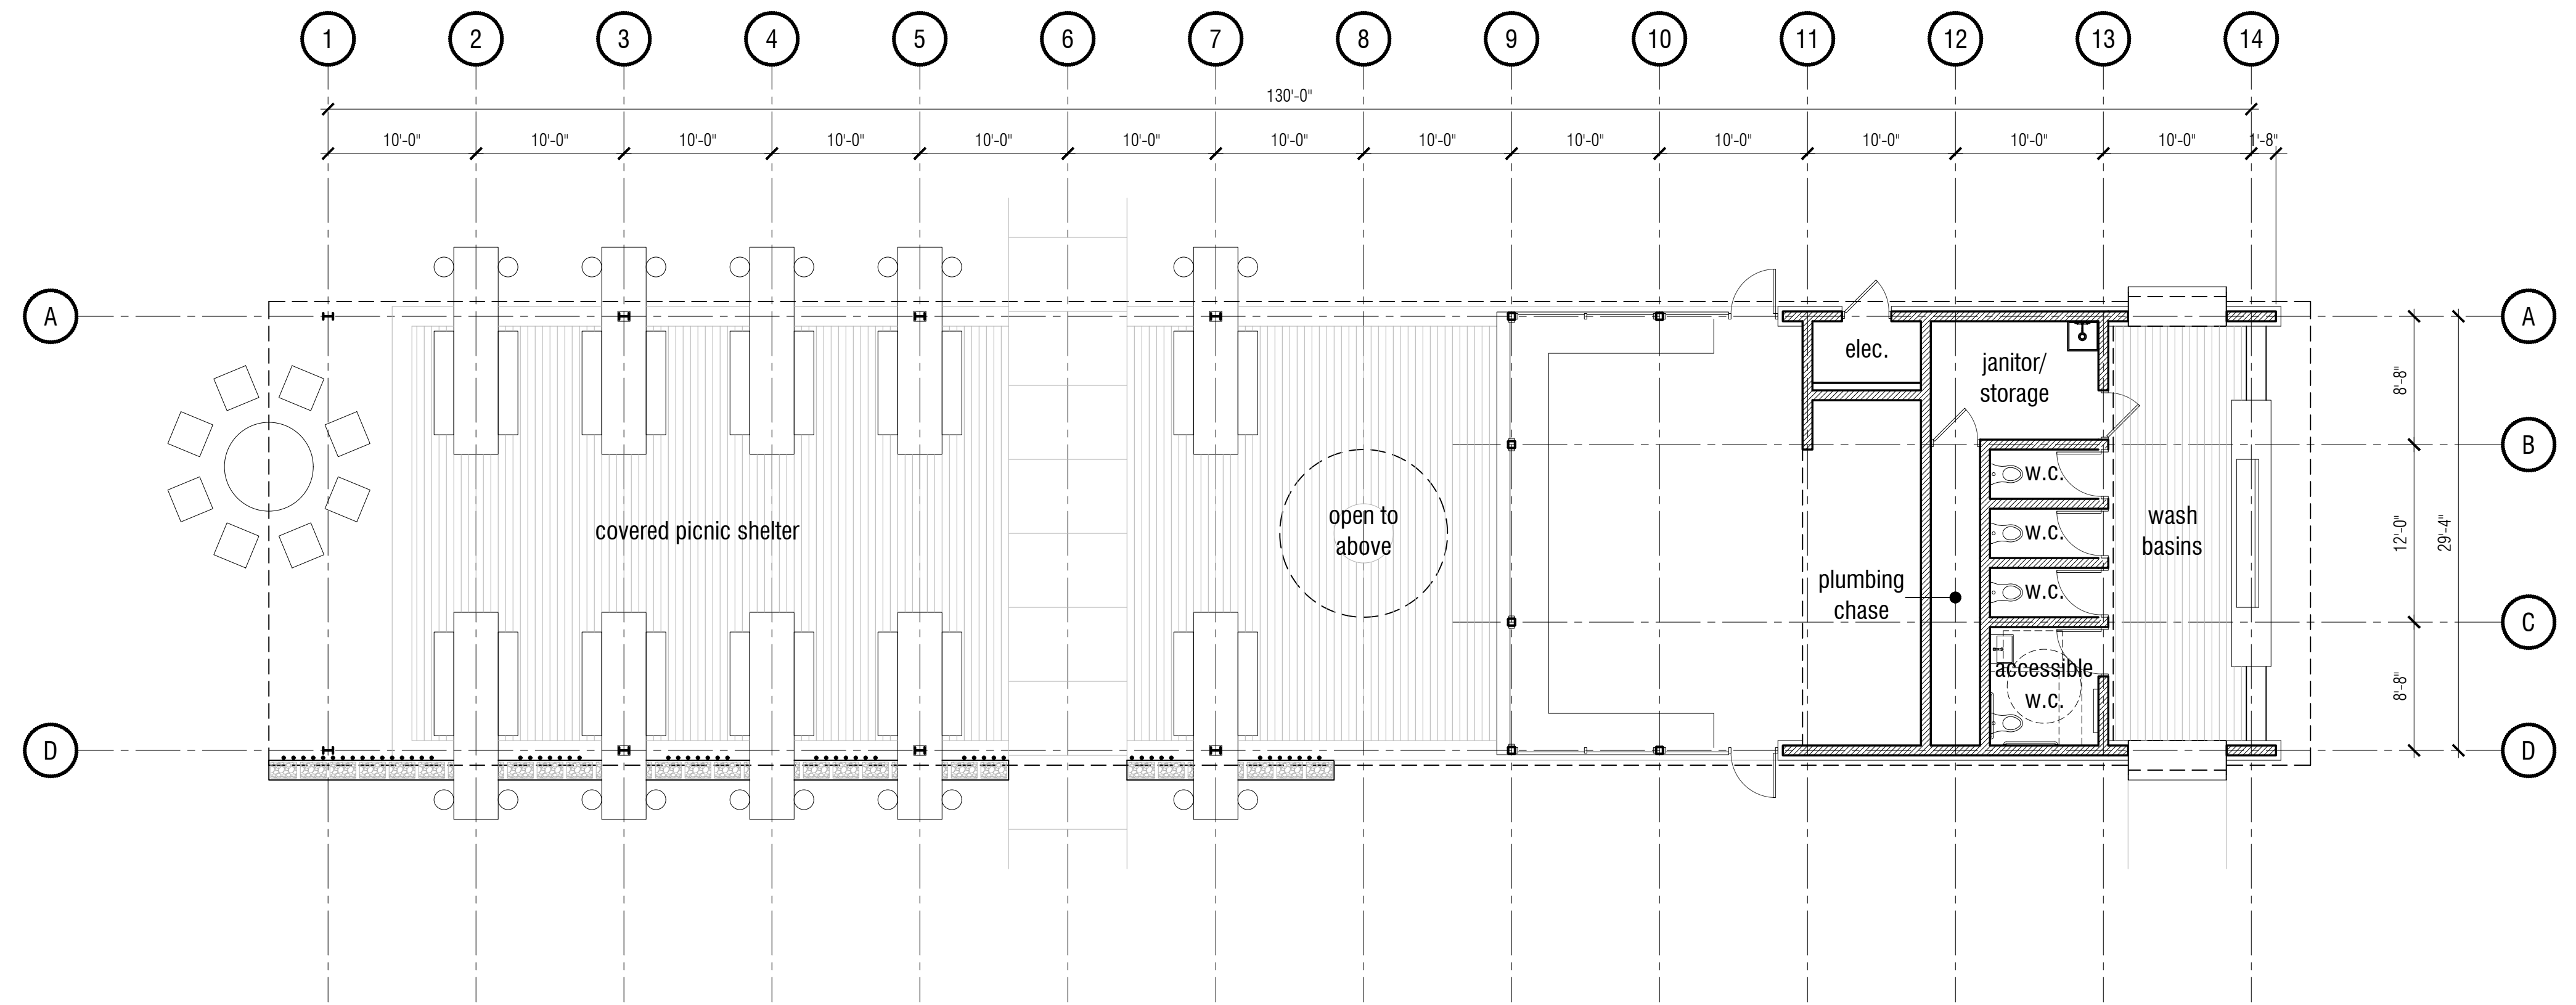 1 2 3 4 5 6 7 8 9 10 11 12 13 14
130'-0"
10'-0" 10'-0" 10'-0" 10'-0" 10'-0" 10'-0" 10'-0" 10'-0" 10'-0" 10'-0" 10'-0" 10'-0" 10'-0" 1'-8"
A A
elec.
janitor/
storage
8'-8"
B
w.c.
covered picnic shelter
open to
above
w.c.
wash
basins
12'-0"
29'-4"
plumbing
chase
w.c.
C
accessible
w.c.
8'-8"
D D